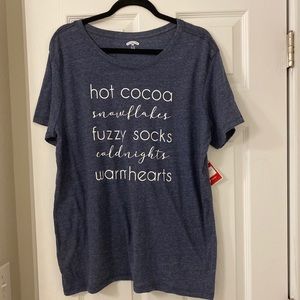 hot cocoa
snowflakes
fuzzy socks
coldnights
warmhearts